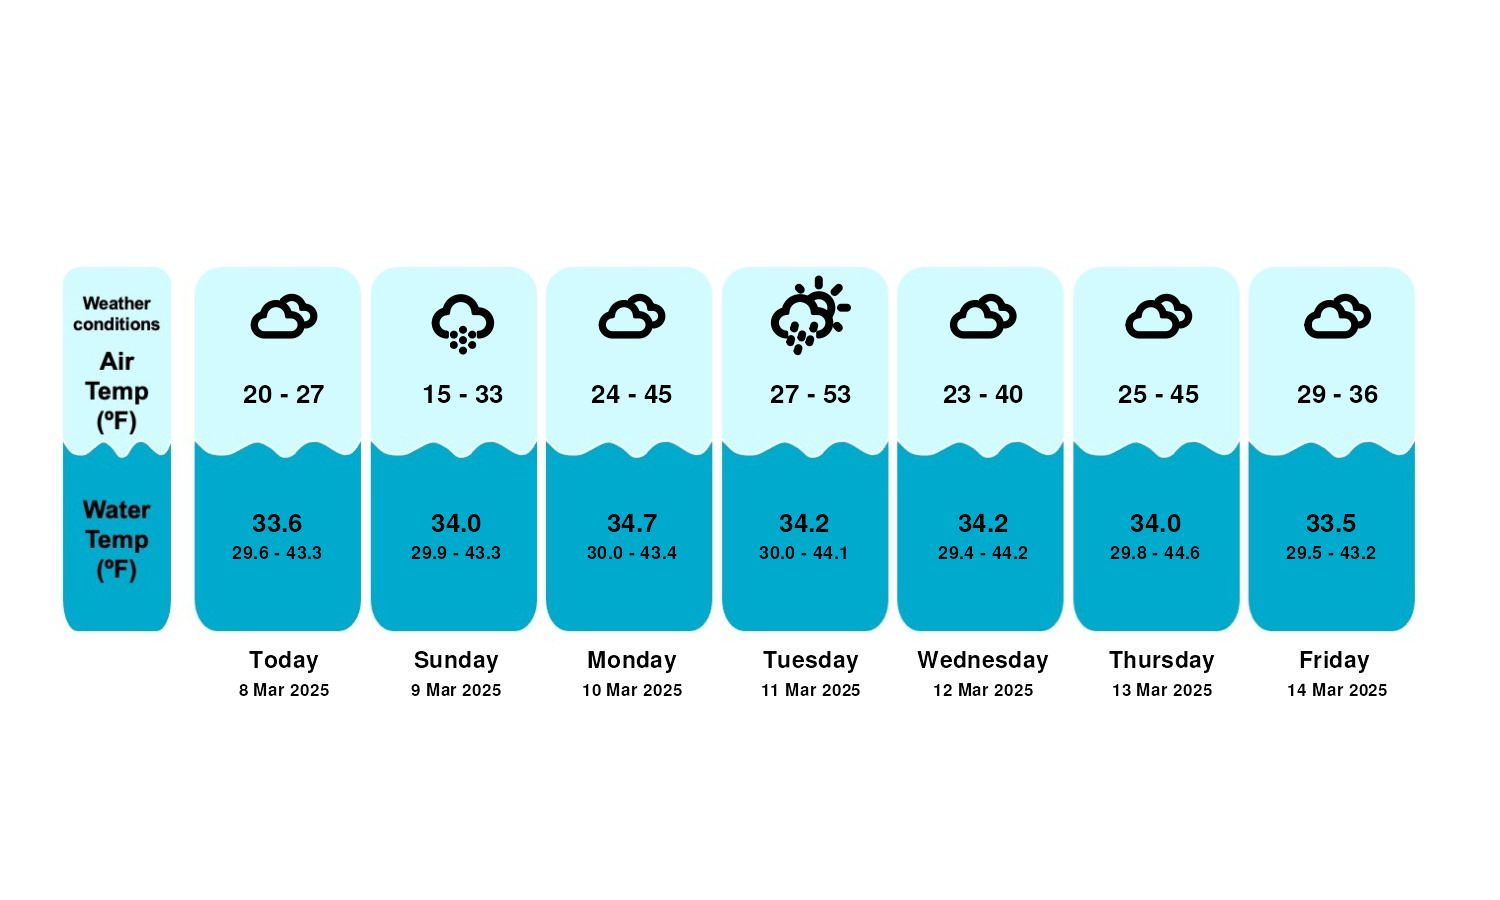 Weather
conditions
Air
Temp
(ºF)
20 - 27
15 - 33
24 - 45
27 - 53
23 - 40
25 - 45
29 - 36
Water
Temp
(ºF)
33.6
34.0
34.7
34.2
34.2
34.0
33.5
29.6 - 43.3
29.9 - 43.3
30.0 - 43.4
30.0 - 44.1
29.4 - 44.2
29.8 - 44.6
29.5 - 43.2
Today
Sunday
Monday
Tuesday
Wednesday
Thursday
Friday
8 Mar 2025
9 Mar 2025
10 Mar 2025
11 Mar 2025
12 Mar 2025
13 Mar 2025
14 Mar 2025